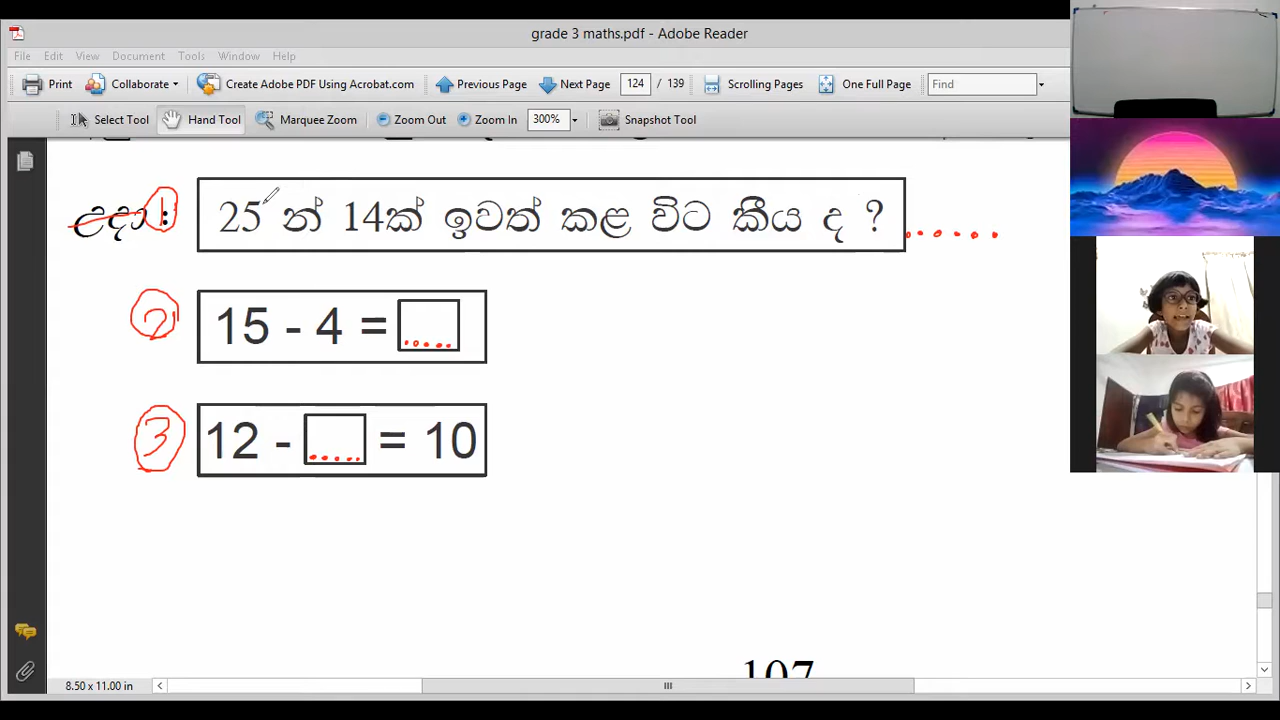 grade 3 maths.pdf - Adobe Reader
File Edit View Document Tools Window Help
Print Collaborate Create Adobe PDF Using Acrobat.com Previous Page Next Page 124 / 139 Scrolling Pages One Full Page Find
Select Tool Hand Tool Marquee Zoom Zoom Out Zoom In 300% Snapshot Tool
උදා : 1 25 න් 14ක් ඉවත් කළ විට කීය ද ? .....
2 15 - 4 = .....
3 12 - ..... = 10
107
8.50 x 11.00 in